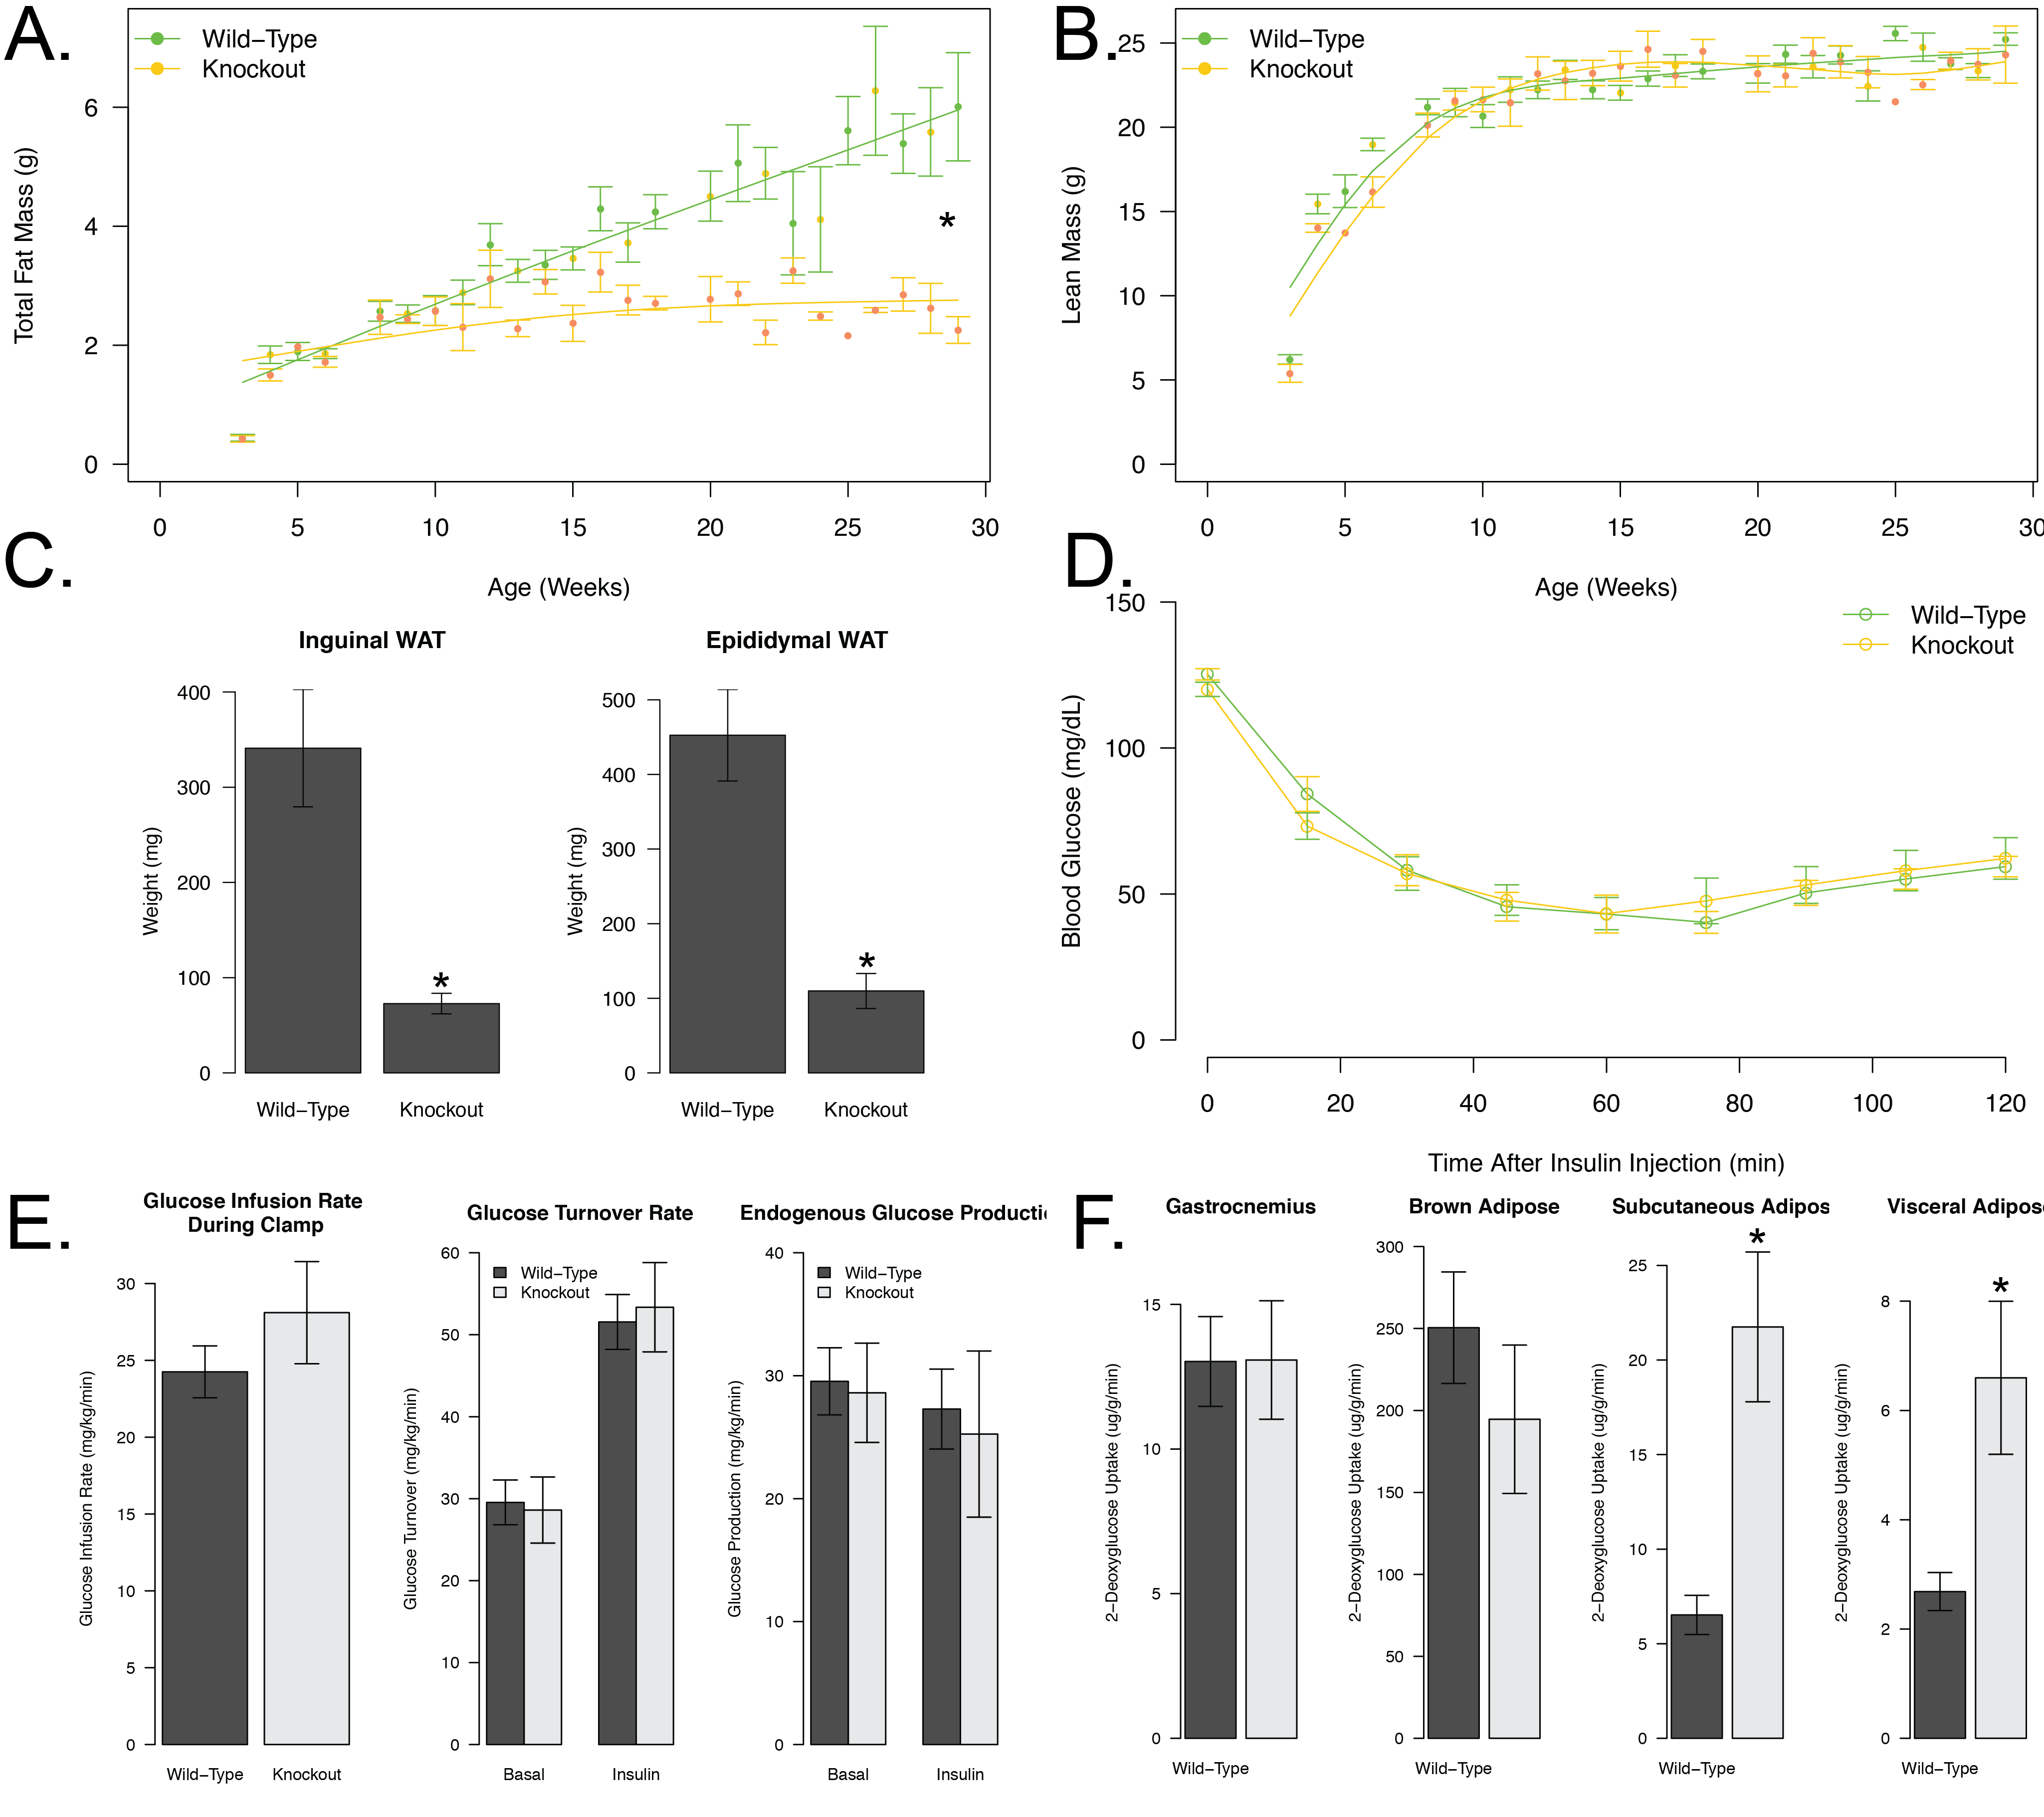 A.
Wild−Type
Knockout
Total Fat Mass (g)
6
4
2
0
*
0 5 10 15 20 25 30
Age (Weeks)
B.
Wild−Type
Knockout
Lean Mass (g)
25
20
15
10
5
0
0 5 10 15 20 25 30
Age (Weeks)
C.
Inguinal WAT
Weight (mg)
400
300
200
100
0
*
Wild−Type Knockout
Epididymal WAT
Weight (mg)
500
400
300
200
100
0
*
Wild−Type Knockout
D.
Wild−Type
Knockout
Blood Glucose (mg/dL)
150
100
50
0
0 20 40 60 80 100 120
Time After Insulin Injection (min)
E.
Glucose Infusion Rate
During Clamp
Glucose Infusion Rate (mg/kg/min)
30
25
20
15
10
5
0
Wild−Type Knockout
Glucose Turnover Rate
Wild−Type
Knockout
Glucose Turnover (mg/kg/min)
60
50
40
30
20
10
0
Basal Insulin
Endogenous Glucose Productic
Wild−Type
Knockout
Glucose Production (mg/kg/min)
40
30
20
10
0
Basal Insulin
F.
Gastrocnemius
2−Deoxyglucose Uptake (ug/g/min)
15
10
5
0
Wild−Type
Brown Adipose
2−Deoxyglucose Uptake (ug/g/min)
300
250
200
150
100
50
0
Wild−Type
Subcutaneous Adipos
2−Deoxyglucose Uptake (ug/g/min)
25
20
15
10
5
0
*
Wild−Type
Visceral Adipose
2−Deoxyglucose Uptake (ug/g/min)
8
6
4
2
0
*
Wild−Type